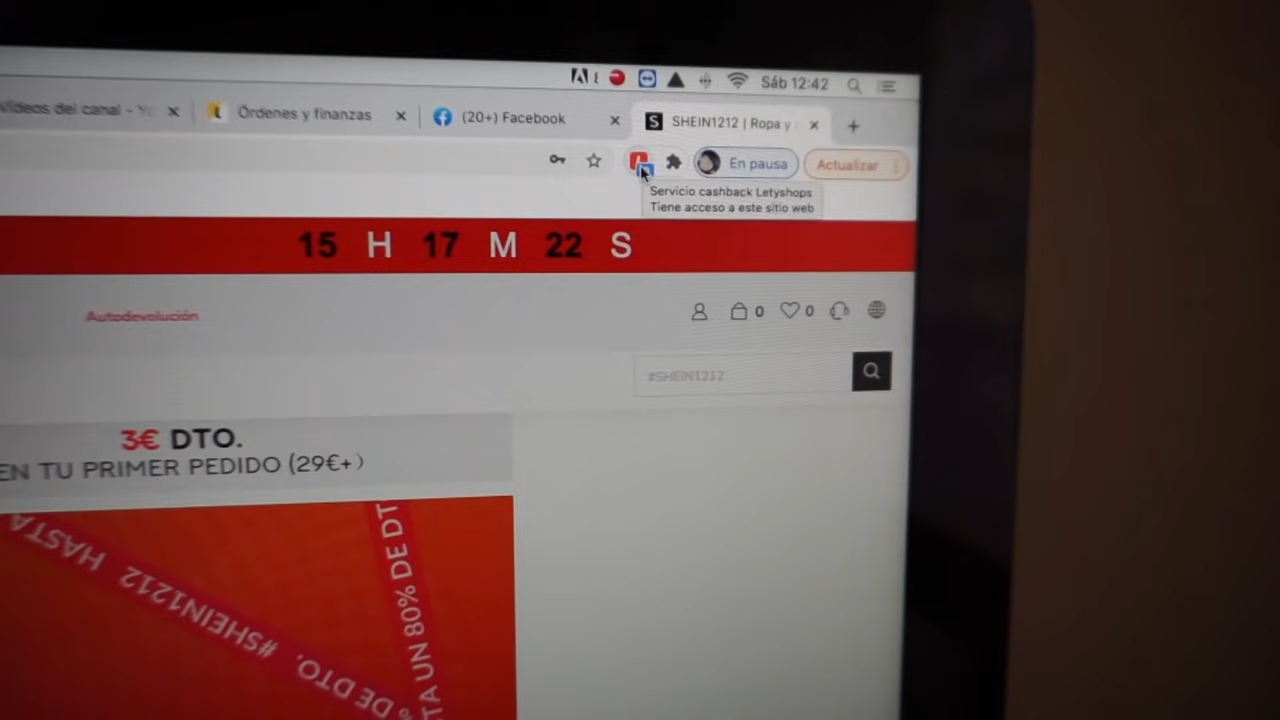 Sáb 12:42
Vídeos del canal -
Órdenes y finanzas
(20+) Facebook
SHEIN1212 | Ropa y
En pausa
Actualizar
Servicio cashback Letyshops
Tiene acceso a este sitio web
15 H 17 M 22 S
Autodevolución
0
0
#SHEIN1212
3€ DTO.
EN TU PRIMER PEDIDO (29€+)
HASTA
#SHEIN1212
% DE DTO.
TA UN 80% DE DT